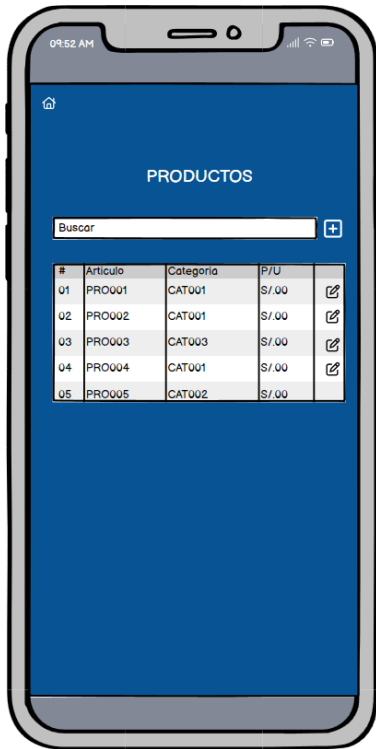 09:52 AM
PRODUCTOS
Buscar
# Articulo Categoria P/U
01 PRO001 CAT001 S/.00
02 PRO002 CAT001 S/.00
03 PRO003 CAT003 S/.00
04 PRO004 CAT001 S/.00
05 PRO005 CAT002 S/.00